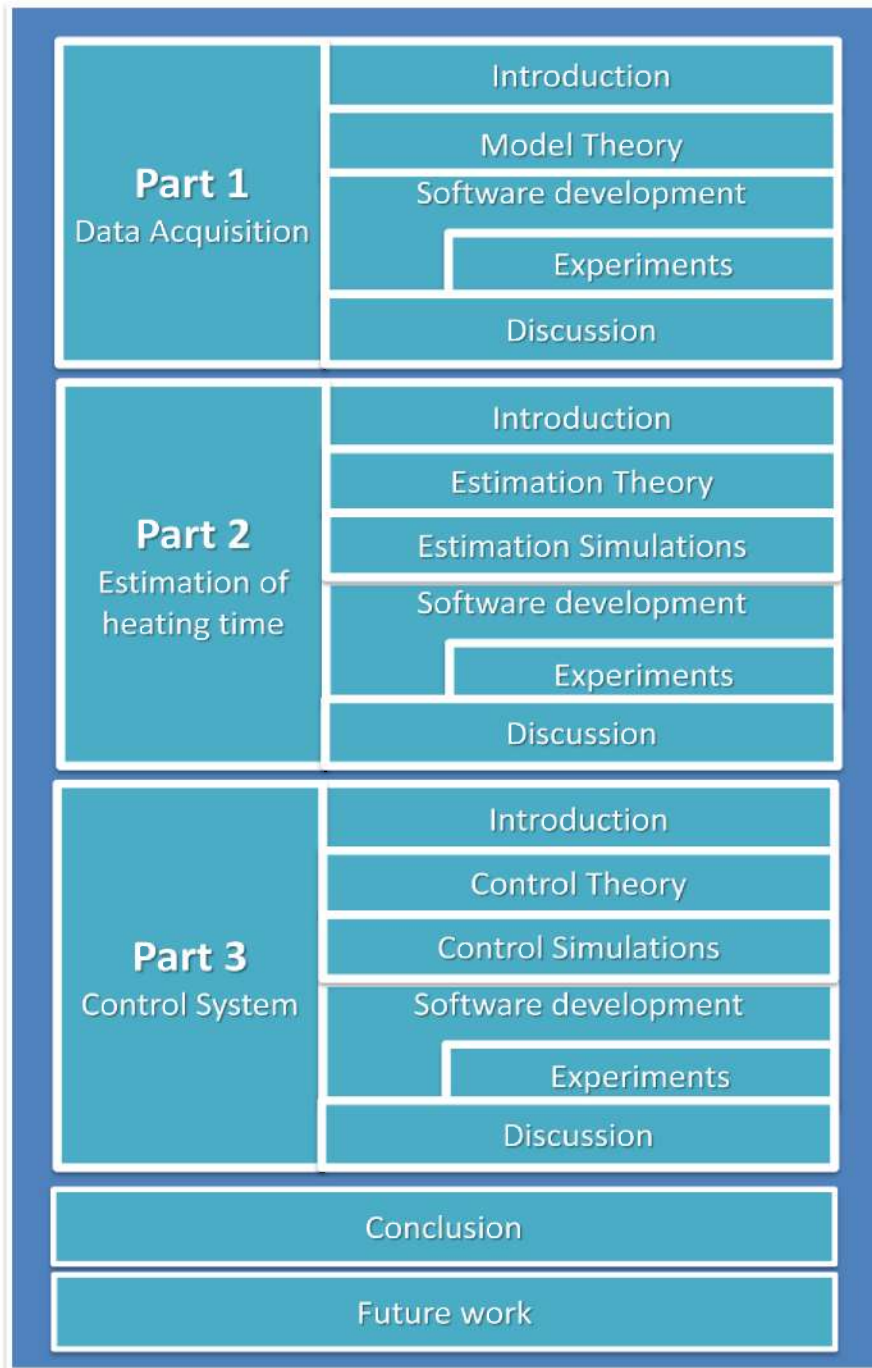 Part 1
Data Acquisition
Introduction
Model Theory
Software development
Experiments
Discussion
Part 2
Estimation of
heating time
Introduction
Estimation Theory
Estimation Simulations
Software development
Experiments
Discussion
Part 3
Control System
Introduction
Control Theory
Control Simulations
Software development
Experiments
Discussion
Conclusion
Future work